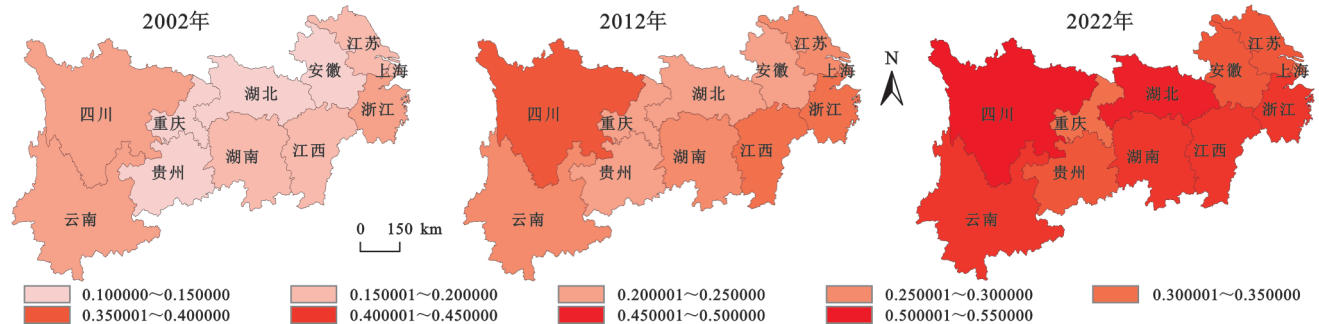 2002年
江苏
安徽
上海
湖北
四川
浙江
重庆
湖南
江西
贵州
云南
0 150 km
2012年
江苏
安徽
上海
湖北
四川
浙江
重庆
江西
湖南
贵州
云南
N
2022年
江苏
安徽
上海
湖北
四川
浙江
重庆
湖南
江西
贵州
云南
0.100000～0.150000
0.150001～0.200000
0.200001～0.250000
0.250001～0.300000
0.300001～0.350000
0.350001～0.400000
0.400001～0.450000
0.450001～0.500000
0.500001～0.550000